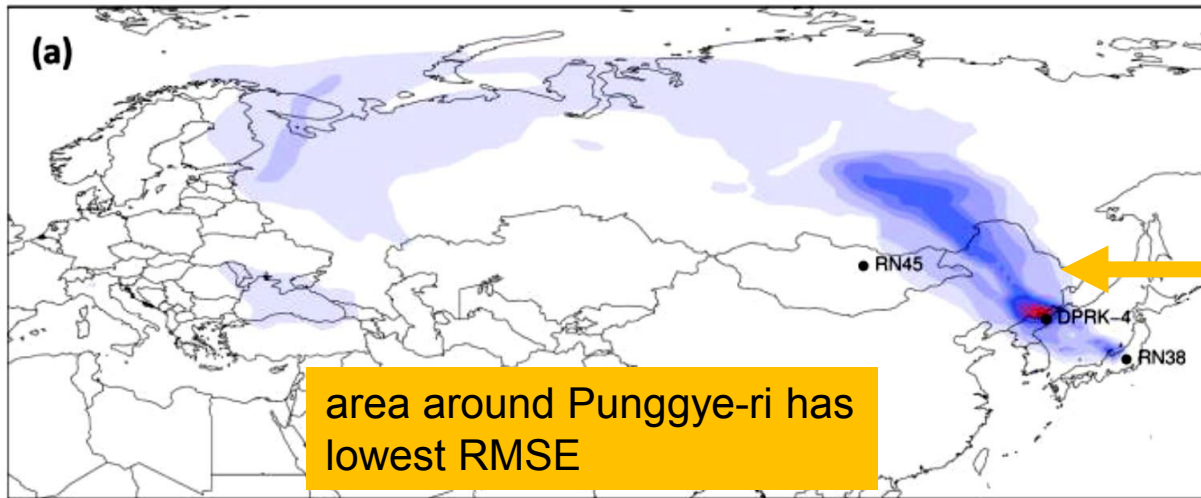 (a)
RN45
DPRK-4
RN38
area around Punggye-ri has
lowest RMSE